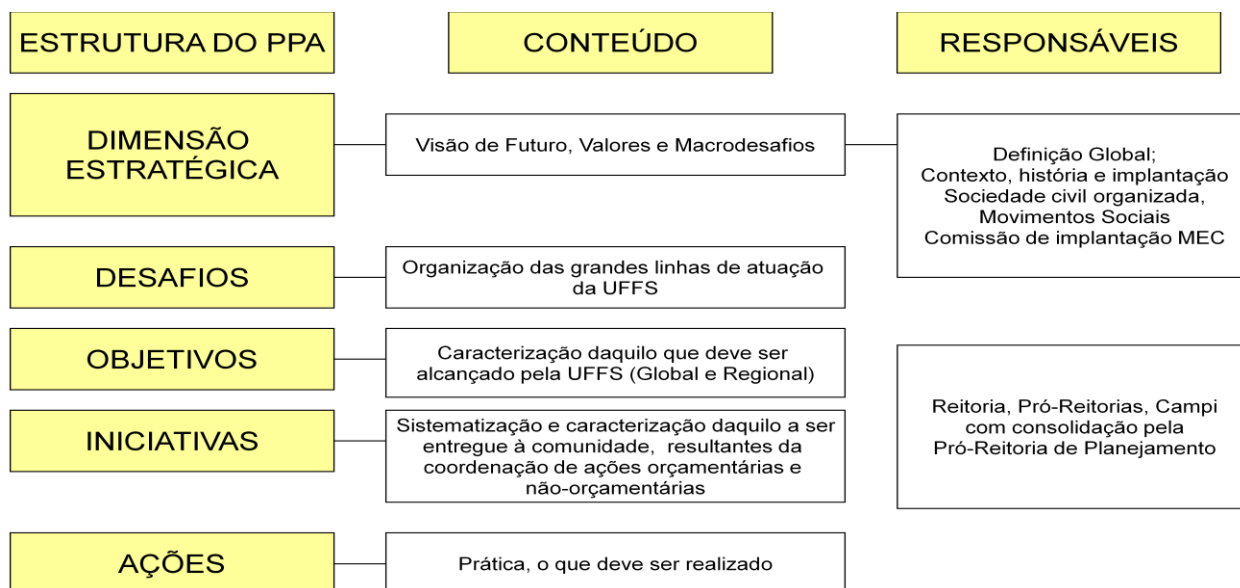 ESTRUTURA DO PPA
CONTEÚDO
RESPONSÁVEIS
DIMENSÃO
ESTRATÉGICA
Visão de Futuro, Valores e Macrodesafios
Definição Global;
Contexto, história e implantação
Sociedade civil organizada,
Movimentos Sociais
Comissão de implantação MEC
DESAFIOS
Organização das grandes linhas de atuação
da UFFS
OBJETIVOS
Caracterização daquilo que deve ser
alcançado pela UFFS (Global e Regional)
INICIATIVAS
Sistematização e caracterização daquilo a ser
entregue à comunidade, resultantes da
coordenação de ações orçamentárias e
não-orçamentárias
Reitoria, Pró-Reitorias, Campi
com consolidação pela
Pró-Reitoria de Planejamento
AÇÕES
Prática, o que deve ser realizado